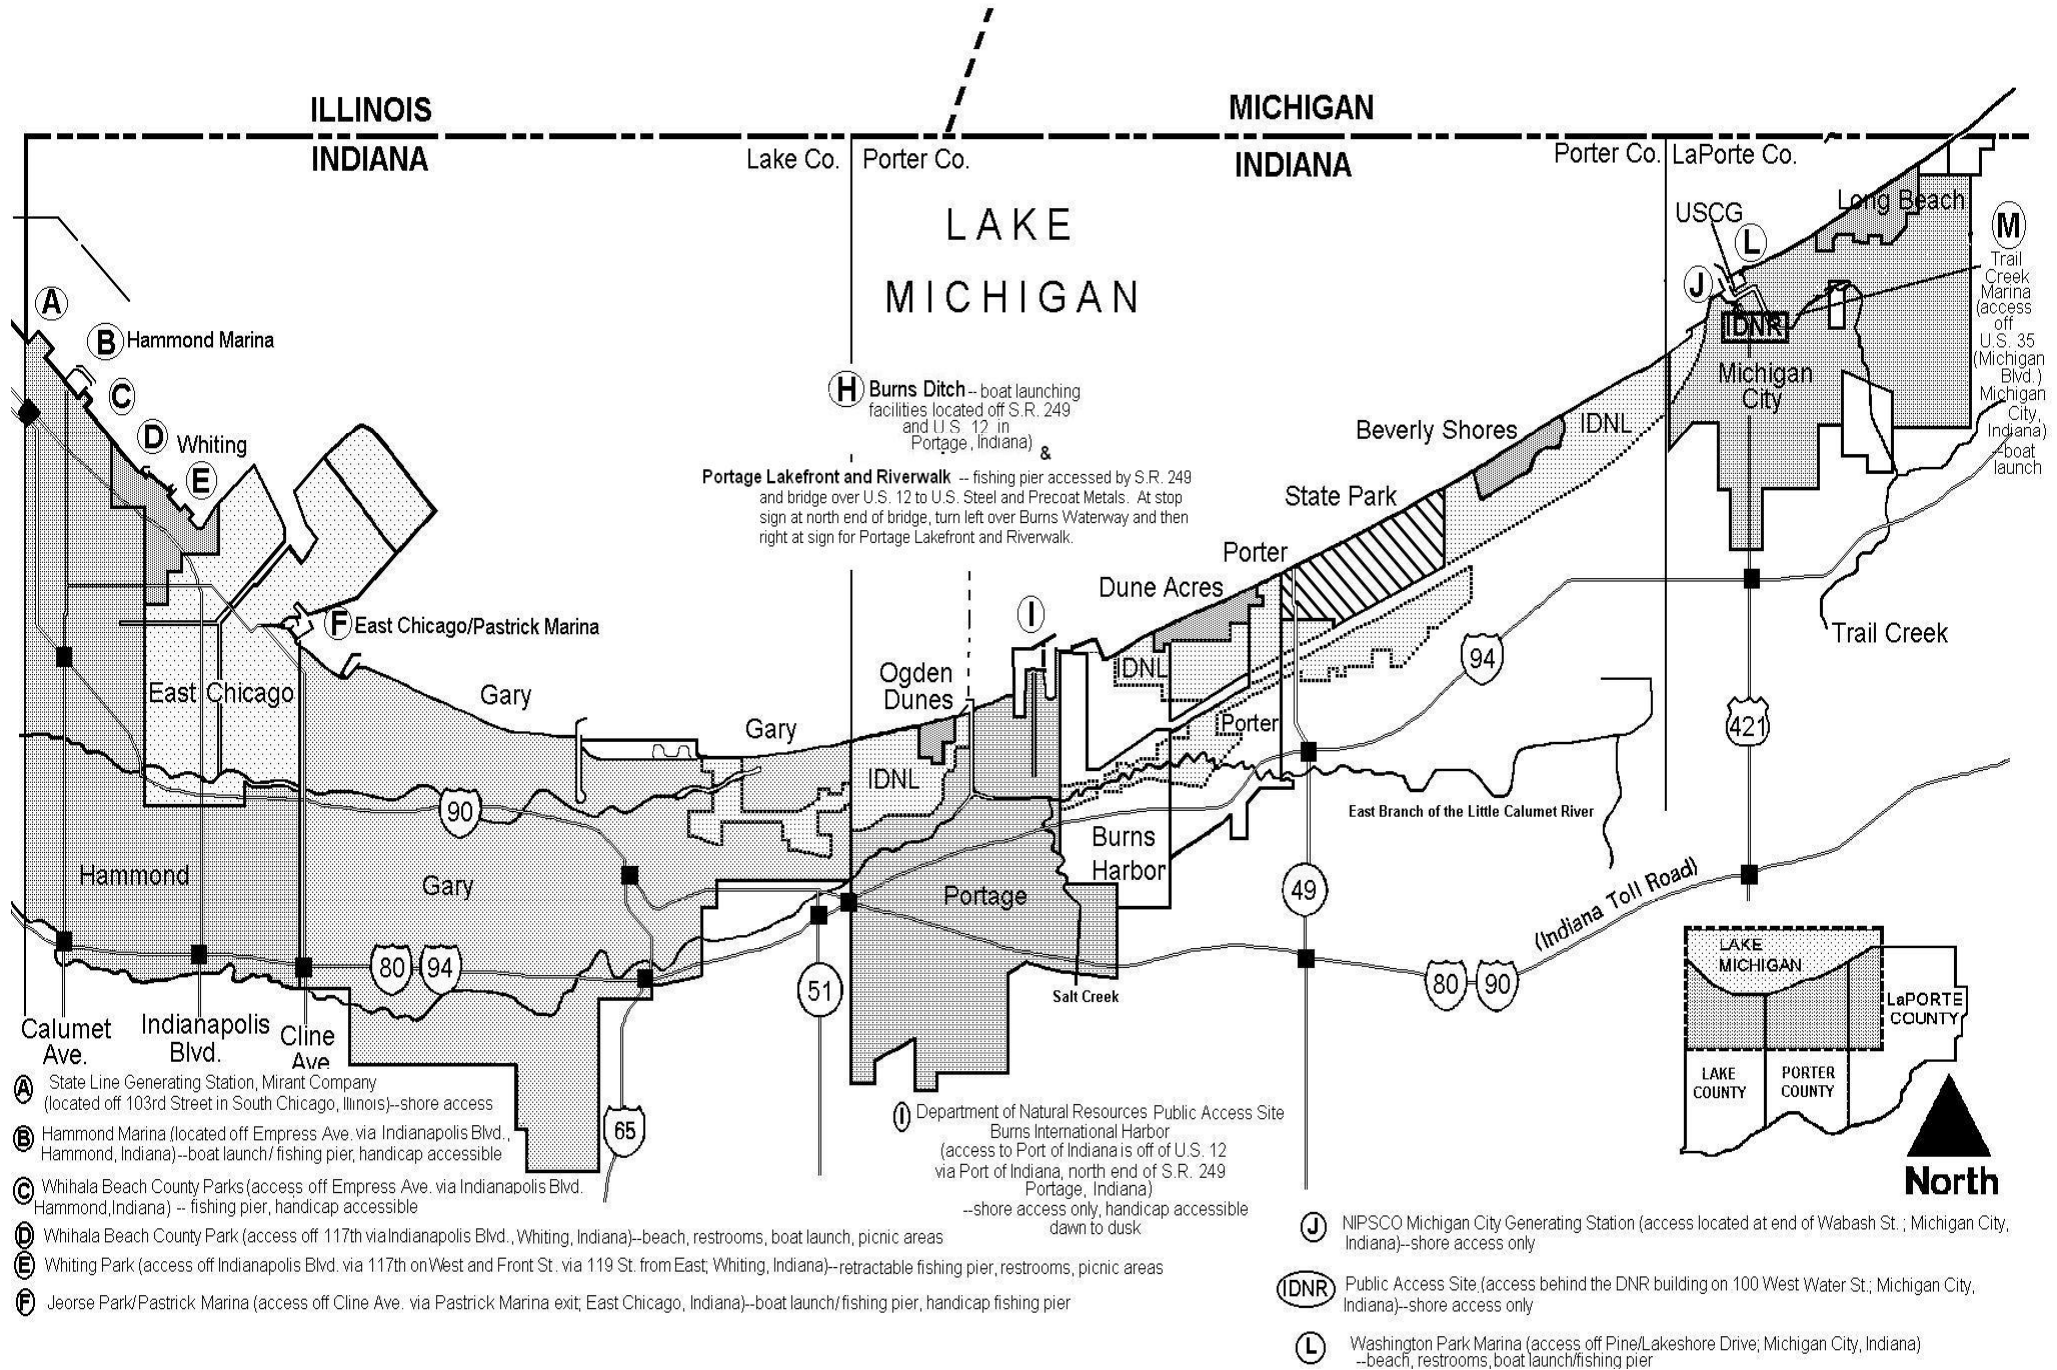 ILLINOIS
MICHIGAN
INDIANA
Lake Co.
Porter Co.
INDIANA
Porter Co.
LaPorte Co.
LAKE
MICHIGAN
Long Beach
USCG
L
M
Trail
Creek
Marina
(access
off
U.S. 35
(Michigan
Blvd.)
Michigan
City,
Indiana)
--boat
launch
J
IDNR
Michigan
City
A
B Hammond Marina
C
D
Whiting
E
H Burns Ditch -- boat launching
facilities located off S.R. 249
and U.S. 12 in
Portage, Indiana)
&
Portage Lakefront and Riverwalk -- fishing pier accessed by S.R. 249
and bridge over U.S. 12 to U.S. Steel and Precoat Metals. At stop
sign at north end of bridge, turn left over Burns Waterway and then
right at sign for Portage Lakefront and Riverwalk.
Beverly Shores
IDNL
State Park
Porter
Dune Acres
I
F East Chicago/Pastrick Marina
Trail Creek
94
IDNL
Ogden
Dunes
East Chicago
Gary
Gary
Porter
421
IDNL
90
East Branch of the Little Calumet River
Burns
Harbor
Hammond
Gary
Portage
49
(Indiana Toll Road)
80
94
51
80
90
Salt Creek
LAKE
MICHIGAN
LaPORTE
COUNTY
LAKE
COUNTY
PORTER
COUNTY
North
Calumet
Ave.
Indianapolis
Blvd.
Cline
Ave
65
A State Line Generating Station, Mirant Company
(located off 103rd Street in South Chicago, Illinois)--shore access
B Hammond Marina (located off Empress Ave. via Indianapolis Blvd.,
Hammond, Indiana)--boat launch/ fishing pier, handicap accessible
C Whihala Beach County Parks (access off Empress Ave. via Indianapolis Blvd.
Hammond,Indiana) -- fishing pier, handicap accessible
D Whihala Beach County Park (access off 117th via Indianapolis Blvd., Whiting, Indiana)--beach, restrooms, boat launch, picnic areas
E Whiting Park (access off Indianapolis Blvd. via 117th on West and Front St. via 119 St. from East; Whiting, Indiana)--retractable fishing pier, restrooms, picnic areas
F Jeorse Park/Pastrick Marina (access off Cline Ave. via Pastrick Marina exit; East Chicago, Indiana)--boat launch/ fishing pier, handicap fishing pier
I Department of Natural Resources Public Access Site
Burns International Harbor
(access to Port of Indiana is off of U.S. 12
via Port of Indiana, north end of S.R. 249
Portage, Indiana)
--shore access only, handicap accessible
dawn to dusk
J NIPSCO Michigan City Generating Station (access located at end of Wabash St.; Michigan City,
Indiana)--shore access only
IDNR Public Access Site (access behind the DNR building on 100 West Water St.; Michigan City,
Indiana)--shore access only
L Washington Park Marina (access off Pine/Lakeshore Drive; Michigan City, Indiana)
--beach, restrooms, boat launch/fishing pier